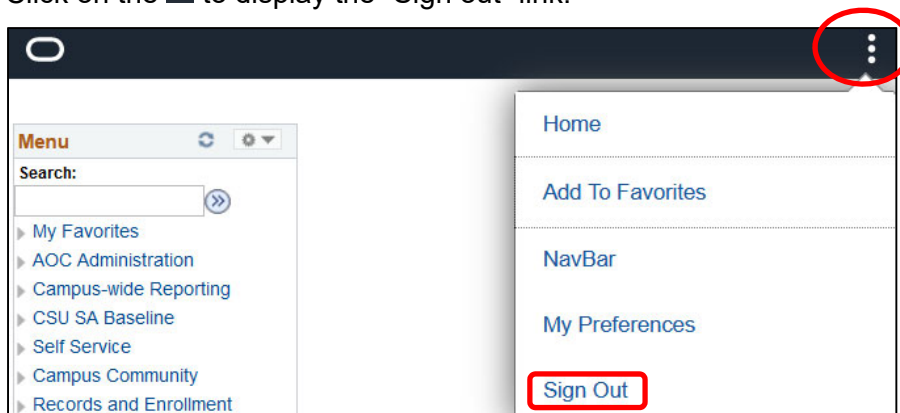 Click on the to display the "Sign out" link.
Home
Add To Favorites
NavBar
My Preferences
Sign Out
Menu
Search:
My Favorites
AOC Administration
Campus-wide Reporting
CSU SA Baseline
Self Service
Campus Community
Records and Enrollment